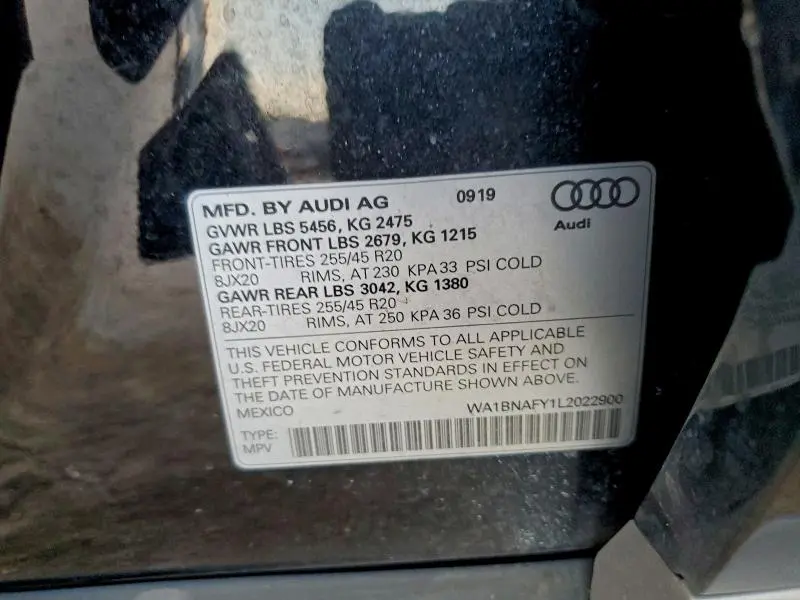 MFD. BY AUDI AG 0919
Audi
GVWR LBS 5456, KG 2475
GAWR FRONT LBS 2679, KG 1215
FRONT-TIRES 255/45 R20
8JX20 RIMS, AT 230 KPA 33 PSI COLD
GAWR REAR LBS 3042, KG 1380
REAR-TIRES 255/45 R20
8JX20 RIMS, AT 250 KPA 36 PSI COLD
THIS VEHICLE CONFORMS TO ALL APPLICABLE
U.S. FEDERAL MOTOR VEHICLE SAFETY AND
THEFT PREVENTION STANDARDS IN EFFECT ON
THE DATE OF MANUFACTURE SHOWN ABOVE.
MEXICO WA1BNAFY1L2022900
TYPE:
MPV